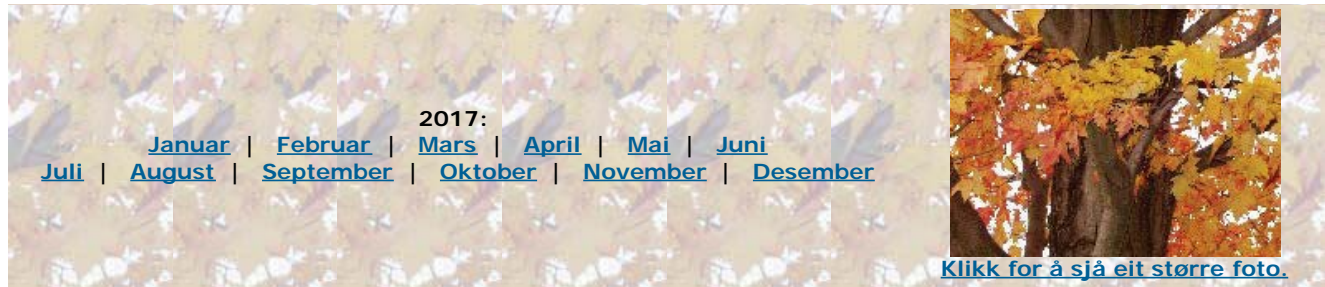 2017:
Januar | Februar | Mars | April | Mai | Juni
Juli | August | September | Oktober | November | Desember
Klikk for å sjå eit større foto.